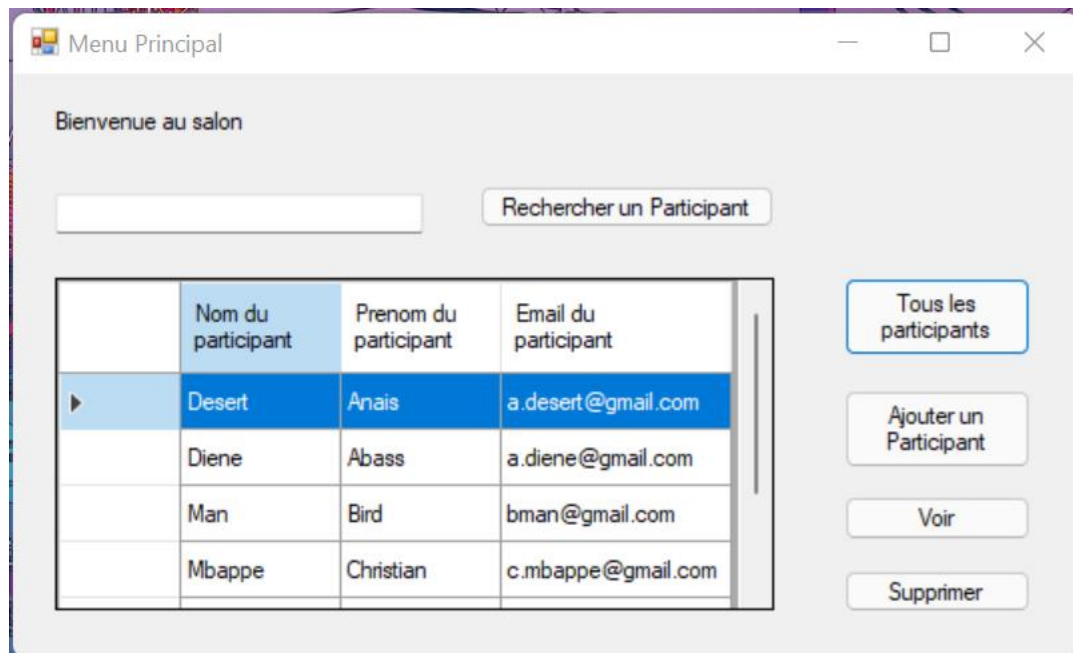 Menu Principal
Bienvenue au salon
Rechercher un Participant
Nom du participant Prenom du participant Email du participant
Desert Anais a.desert@gmail.com
Diene Abass a.diene@gmail.com
Man Bird bman@gmail.com
Mbappe Christian c.mbappe@gmail.com
Tous les
participants
Ajouter un
Participant
Voir
Supprimer